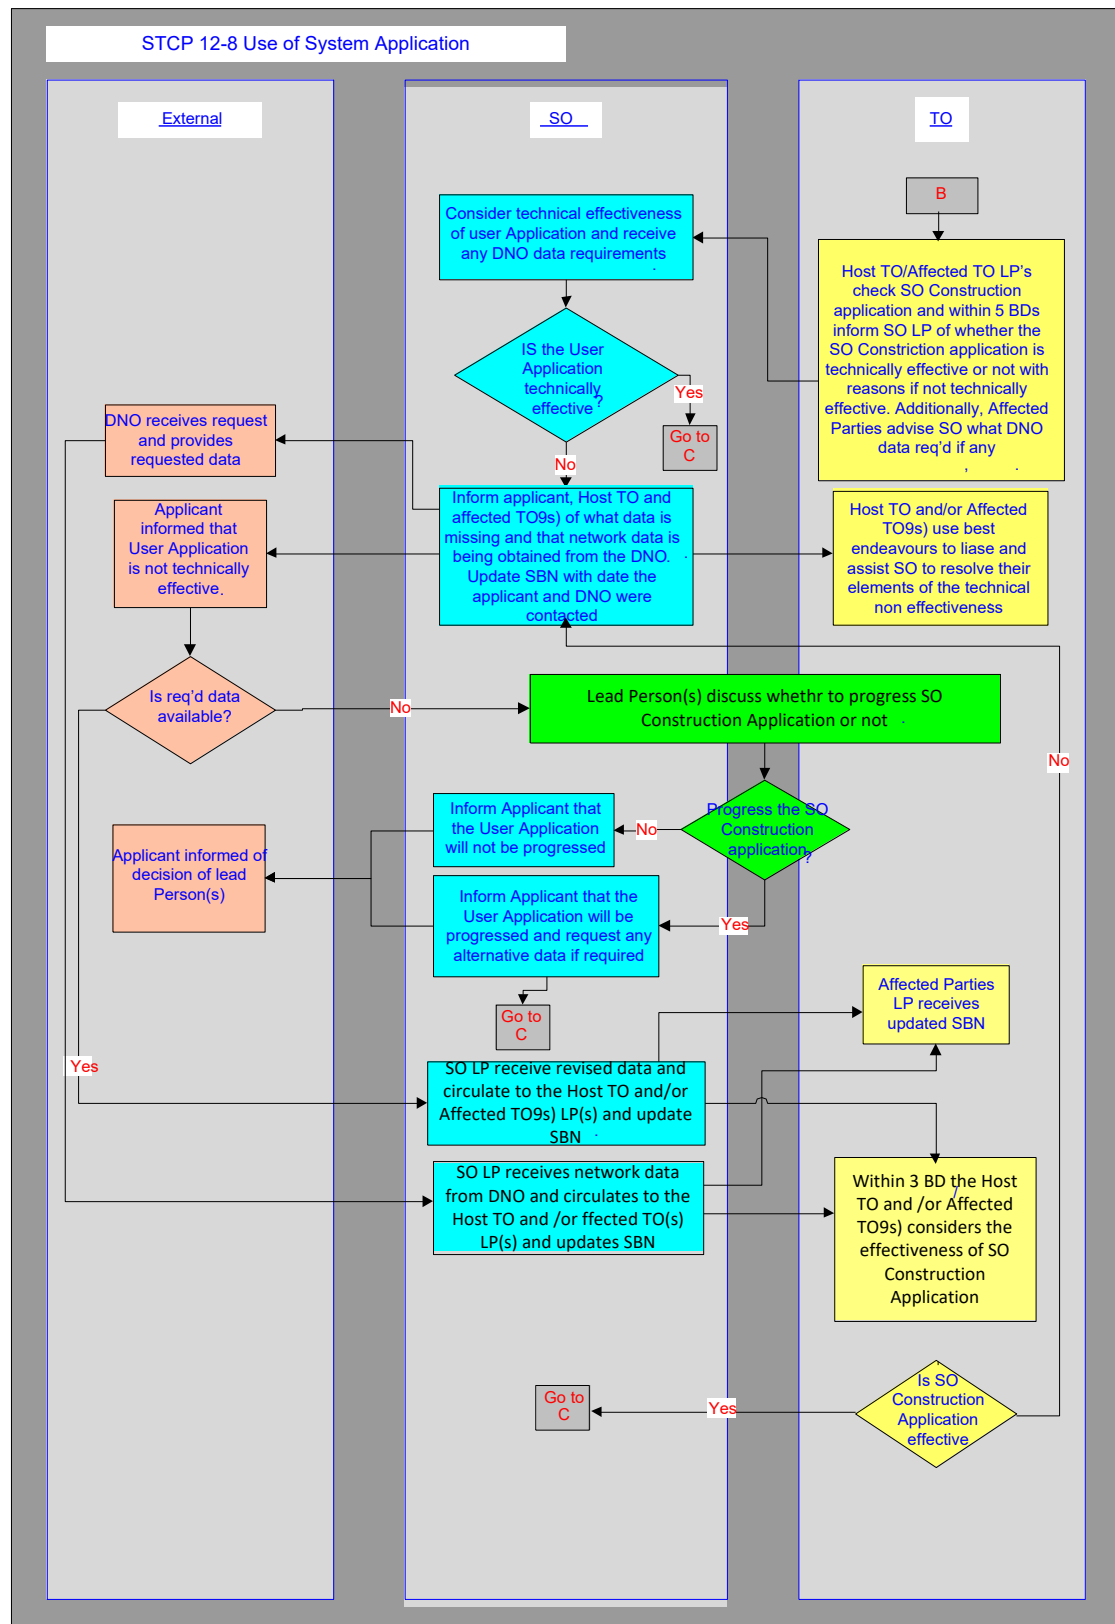 STCP 12-8 Use of System Application
External
SO
TO
B
Consider technical effectiveness
of user Application and receive
any DNO data requirements
.
Host TO/Affected TO LP's
check SO Construction
application and within 5 BDs
inform SO LP of whether the
SO Constriction application is
technically effective or not with
reasons if not technically
effective. Additionally, Affected
Parties advise SO what DNO
data req'd if any
, .
IS the User
Application
technically
effective?
Yes
Go to
C
No
DNO receives request
and provides
requested data
Inform applicant, Host TO and
affected TO9s) of what data is
missing and that network data is
being obtained from the DNO. .
Update SBN with date the
applicant and DNO were
contacted
Applicant
informed that
User Application
is not technically
effective.
Host TO and/or Affected
TO9s) use best
endeavours to liase and
assist SO to resolve their
elements of the technical
non effectiveness
Is req'd data
available?
No
Lead Person(s) discuss whethr to progress SO
Construction Application or not .
No
Progress the SO
Construction
application?
Inform Applicant that
the User Application
will not be progressed
No
Applicant informed of
decision of lead
Person(s)
Inform Applicant that the
User Application will be
progressed and request any
alternative data if required
Yes
Go to
C
Affected Parties
LP receives
updated SBN
Yes
SO LP receive revised data and
circulate to the Host TO and/or
Affected TO9s) LP(s) and update
SBN .
SO LP receives network data
from DNO and circulates to the
Host TO and /or ffected TO(s)
LP(s) and updates SBN
Within 3 BD the Host
/
TO and /or Affected
TO9s) considers the
effectiveness of SO
Construction
Application
Is SO
Construction
Application
effective
Yes
Go to
C